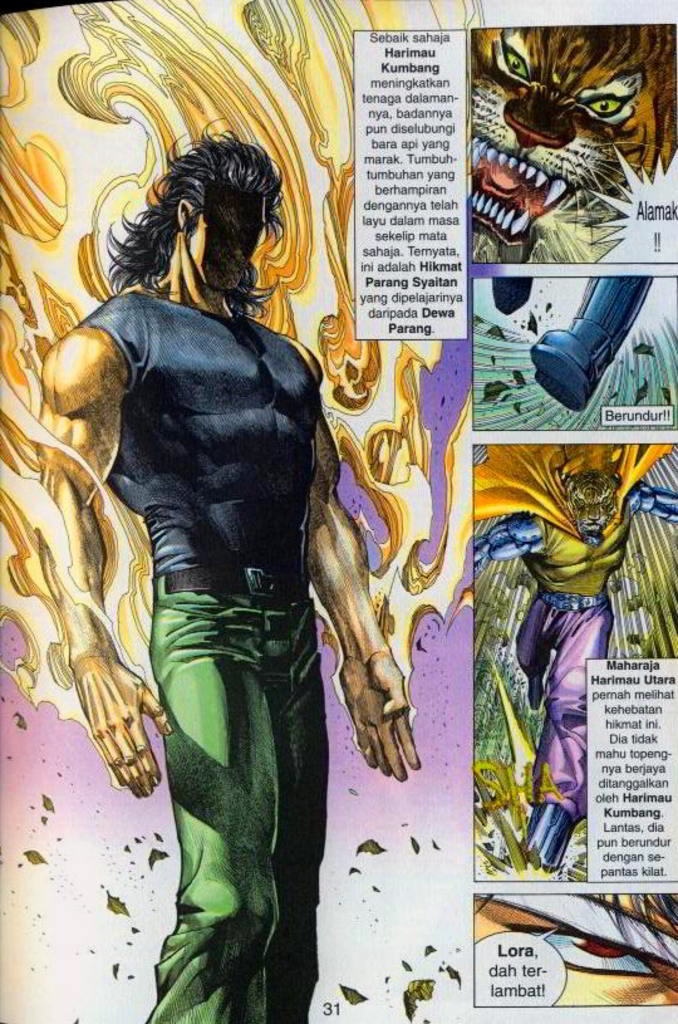 Sebaik sahaja
Harimau
Kumbang
meningkatkan
tenaga dalaman-
nya, badannya
pun diselubungi
bara api yang
marak. Tumbuh-
tumbuhan yang
berhampiran
dengannya telah
layu dalam masa
sekelip mata
sahaja. Ternyata,
ini adalah Hikmat
Parang Syaitan
yang dipelajarinya
daripada Dewa
Parang.
Alamak
!!
Berundur!!
Maharaja
Harimau Utara
pernah melihat
kehebatan
hikmat ini.
Dia tidak
mahu topeng-
nya berjaya
ditanggalkan
oleh Harimau
Kumbang.
Lantas, dia
pun berundur
dengan se-
pantas kilat.
SHA
Lora,
dah ter-
lambat!
31